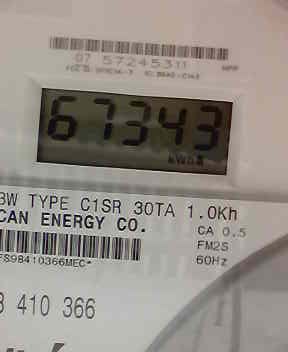 07 57245311
67343
kWh
3W TYPE C1SR 30TA 1.0Kh
CAN ENERGY CO.
CA 0.5
FM2S
60Hz
FS98410366MEC*
3 410 366